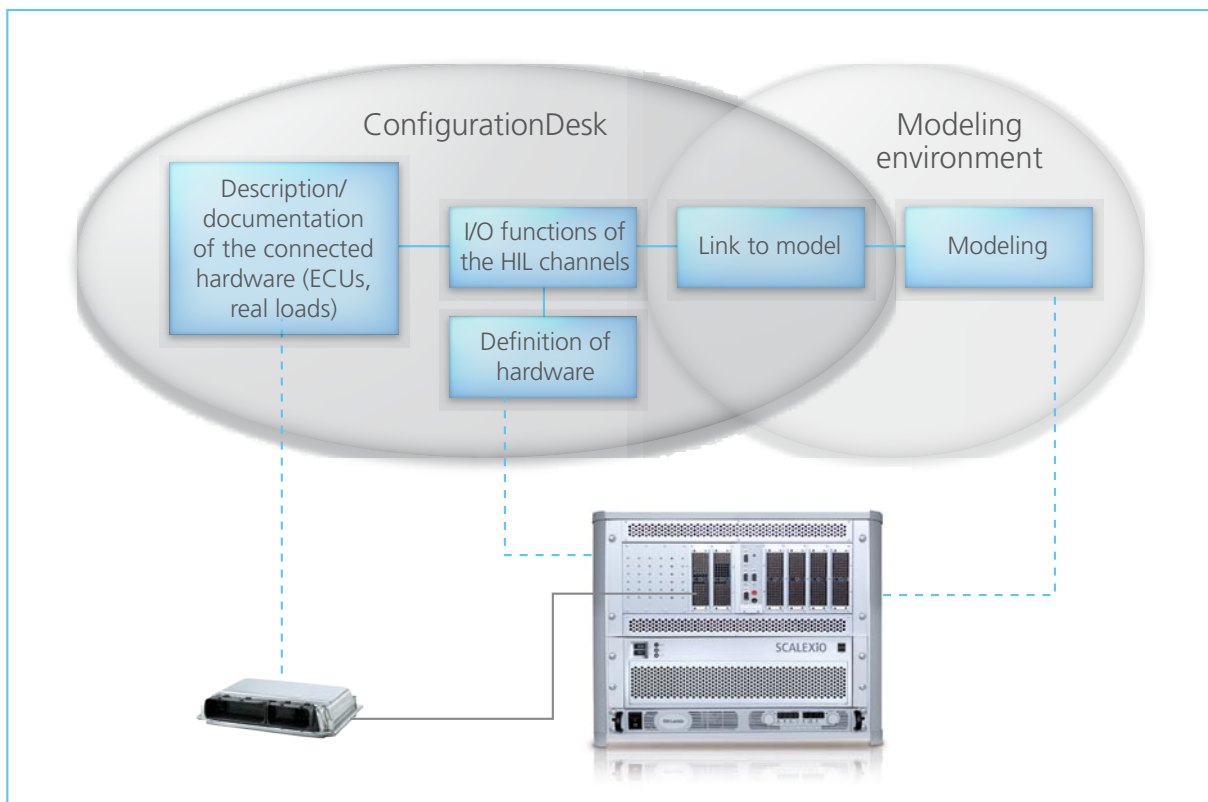 ConfigurationDesk
Modeling
environment
Description/
documentation
of the connected
hardware (ECUs,
real loads)
I/O functions of
the HIL channels
Link to model
Modeling
Definition of
hardware
SCALEXIO